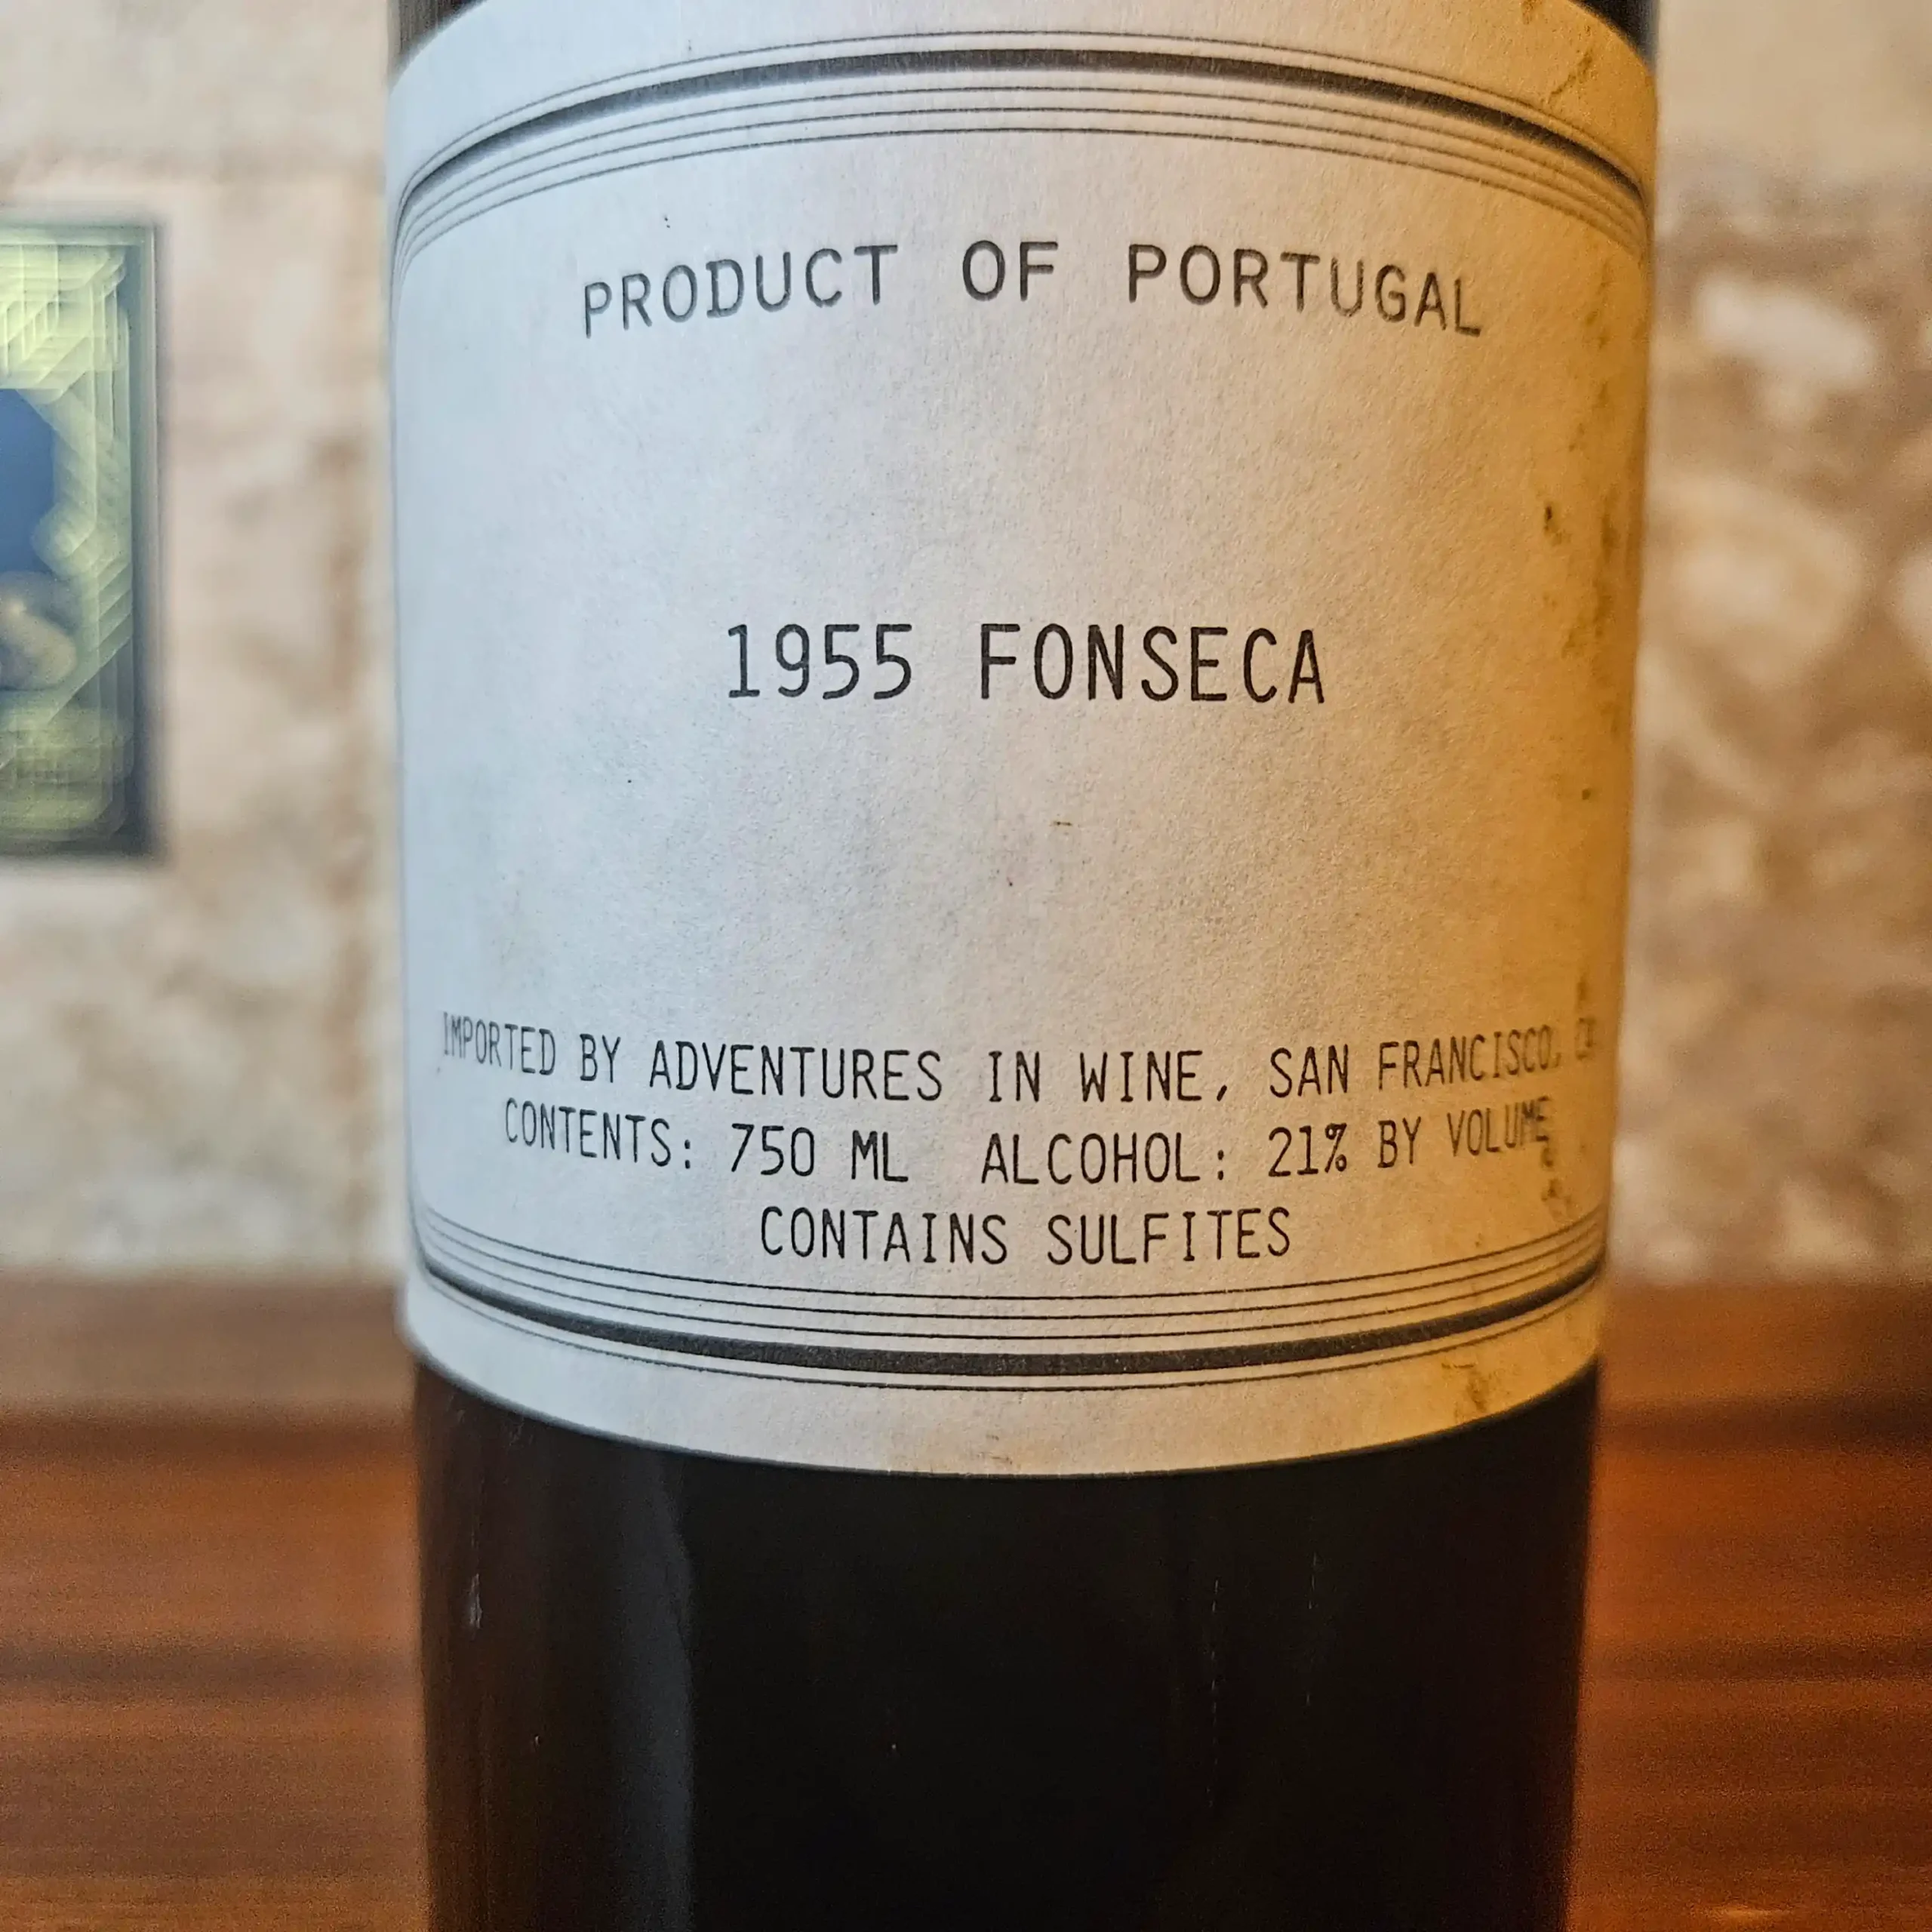 PRODUCT OF PORTUGAL
1955 FONSECA
IMPORTED BY ADVENTURES IN WINE, SAN FRANCISCO,
CONTENTS: 750 ML ALCOHOL: 21% BY VOLUME
CONTAINS SULFITES